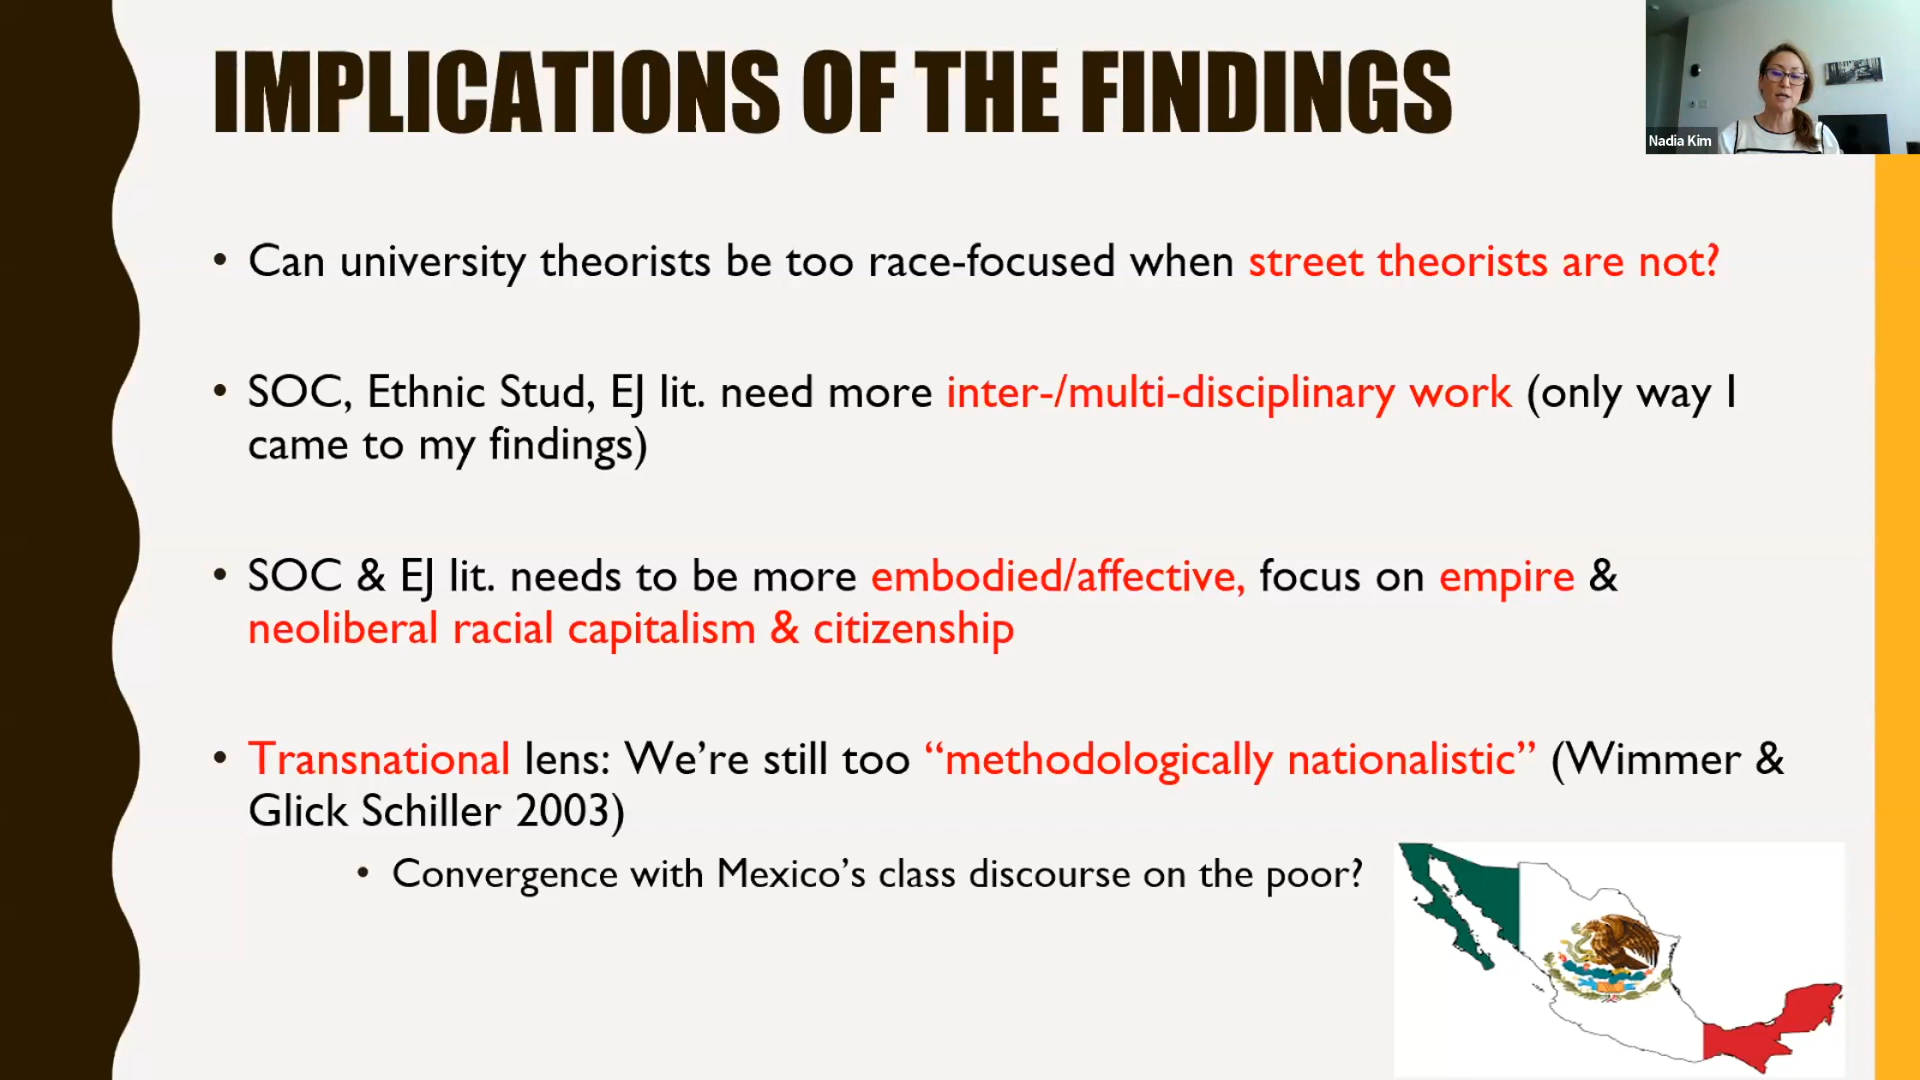 IMPLICATIONS OF THE FINDINGS
Nadia Kim
• Can university theorists be too race-focused when street theorists are not?
• SOC, Ethnic Stud, EJ lit. need more inter-/multi-disciplinary work (only way I
came to my findings)
• SOC & EJ lit. needs to be more embodied/affective, focus on empire &
neoliberal racial capitalism & citizenship
• Transnational lens: We’re still too “methodologically nationalistic” (Wimmer &
Glick Schiller 2003)
• Convergence with Mexico’s class discourse on the poor?